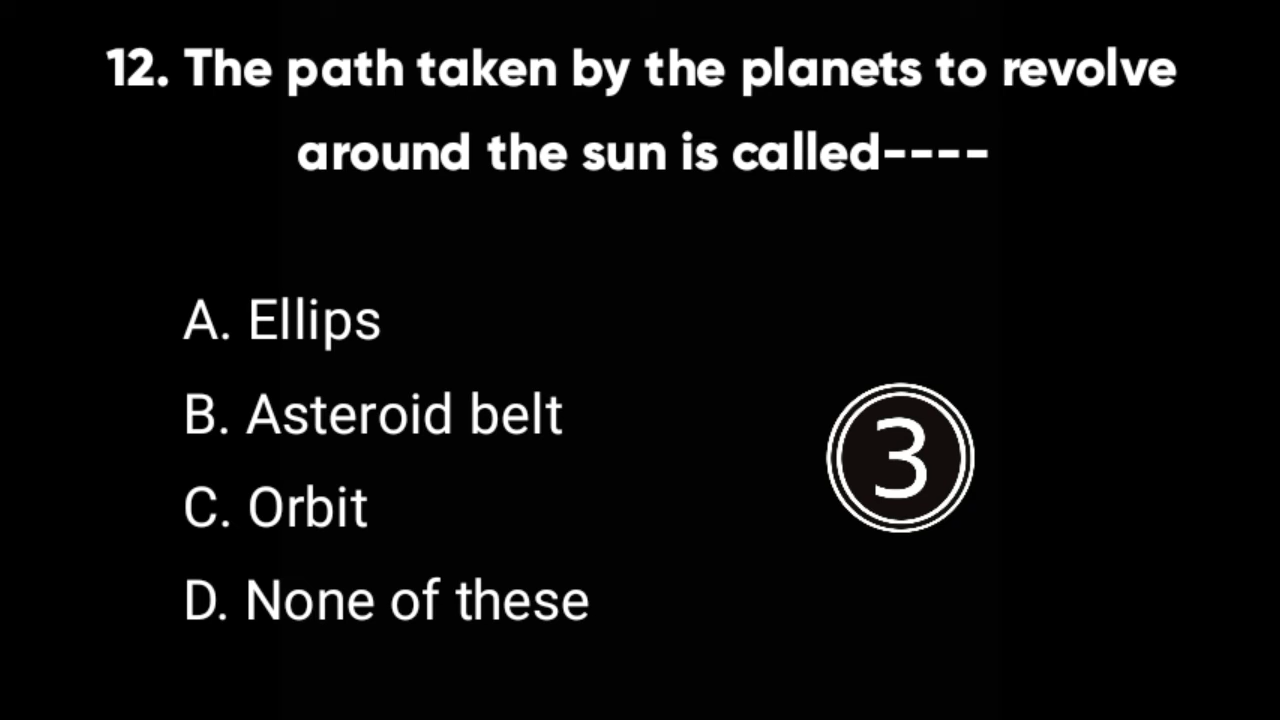 12. The path taken by the planets to revolve
around the sun is called----
A. Ellips
B. Asteroid belt
C. Orbit
3
D. None of these